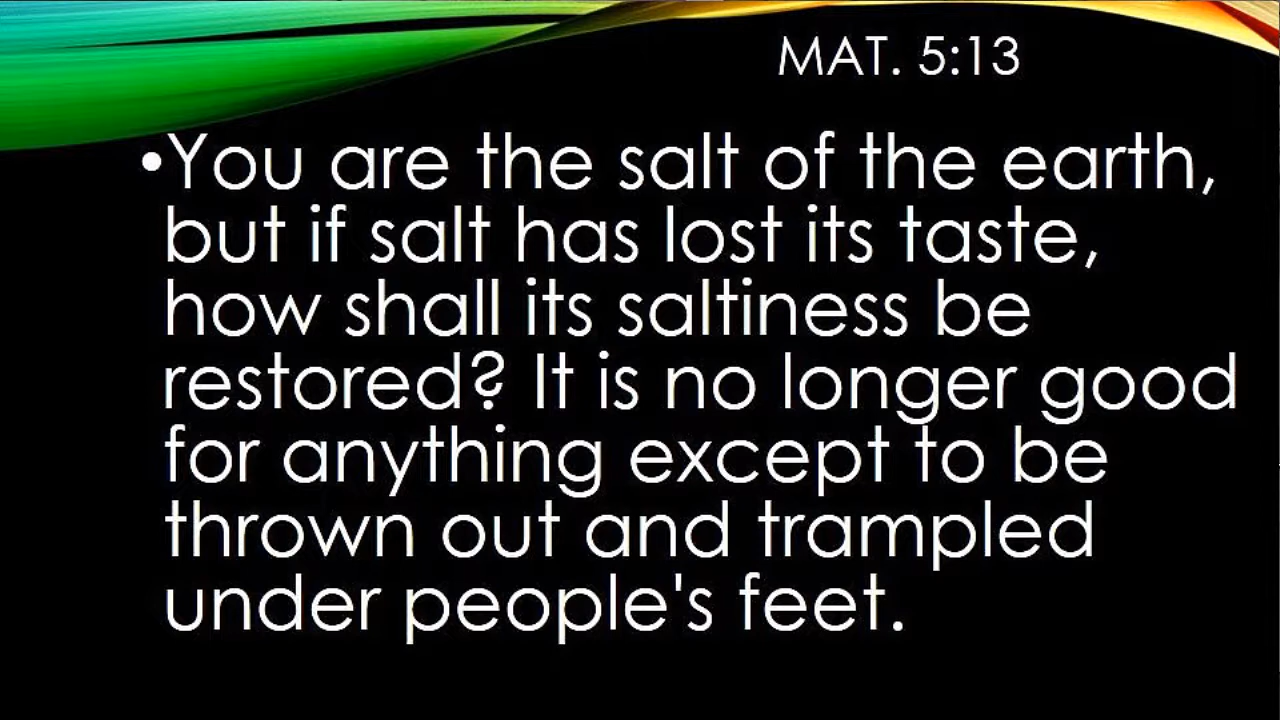 MAT. 5:13
•You are the salt of the earth,
but if salt has lost its taste,
how shall its saltiness be
restored? It is no longer good
for anything except to be
thrown out and trampled
under people's feet.